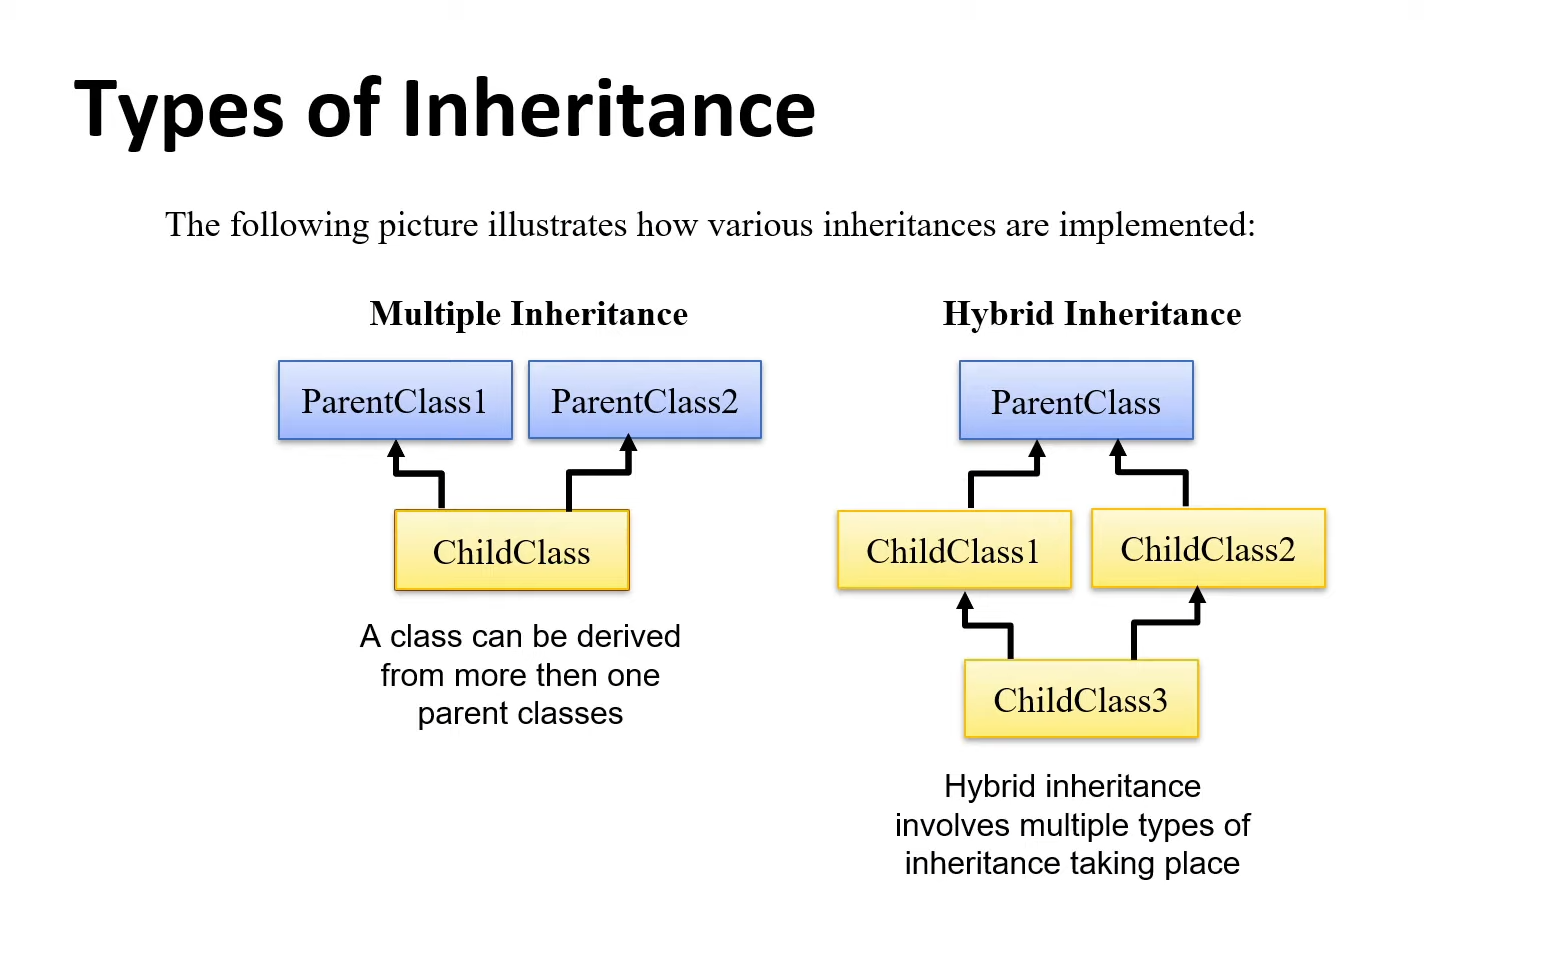 Types of Inheritance
The following picture illustrates how various inheritances are implemented:
Multiple Inheritance
ParentClass1
ParentClass2
ChildClass
A class can be derived
from more then one
parent classes
Hybrid Inheritance
ParentClass
ChildClass1
ChildClass2
ChildClass3
Hybrid inheritance
involves multiple types of
inheritance taking place